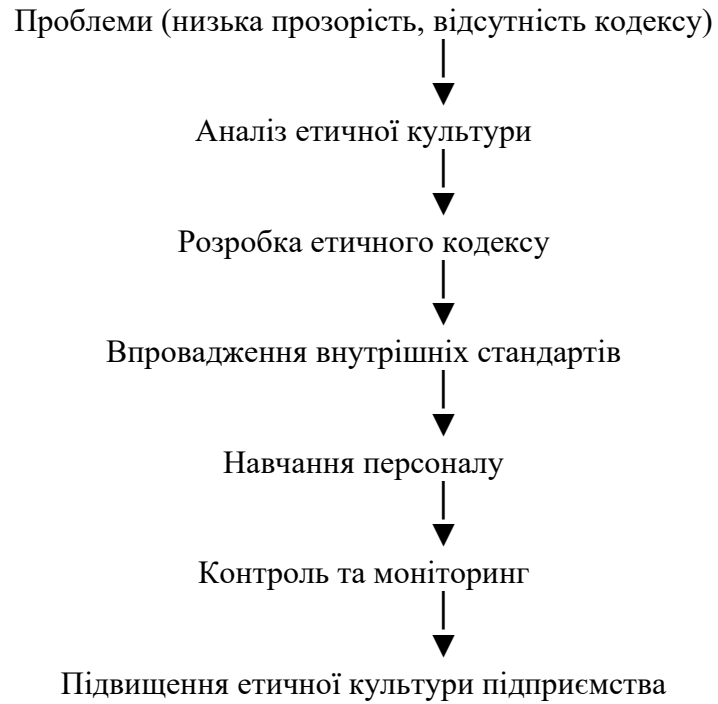 Проблеми (низька прозорість, відсутність кодексу)
Аналіз етичної культури
Розробка етичного кодексу
Впровадження внутрішніх стандартів
Навчання персоналу
Контроль та моніторинг
Підвищення етичної культури підприємства